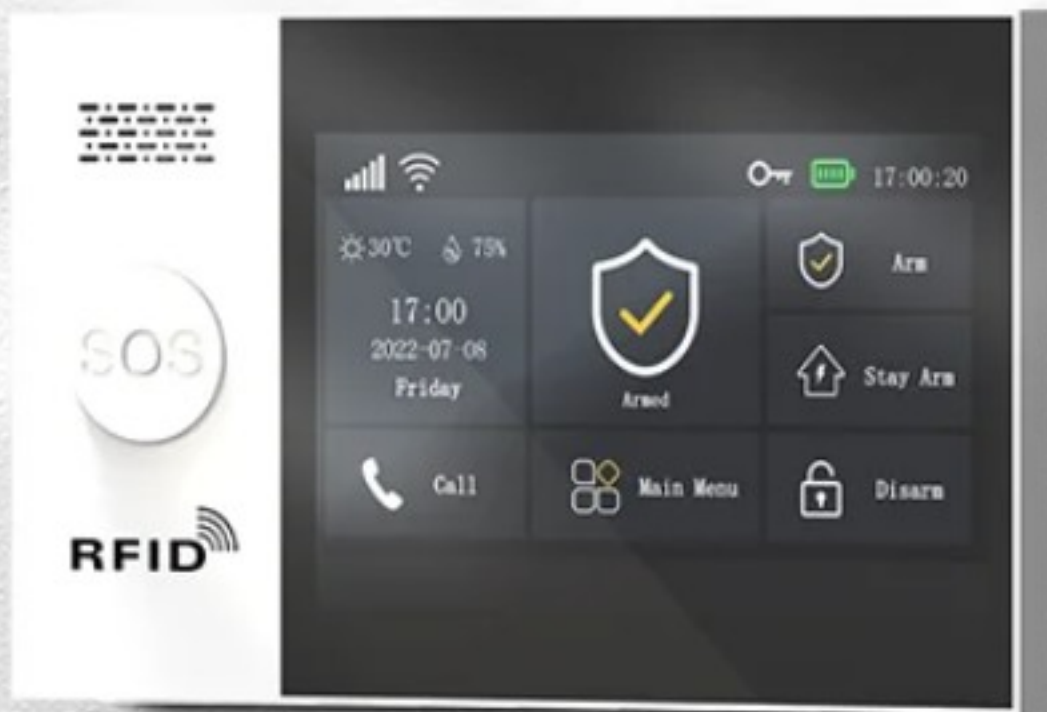 17:00:20
30℃ 75%
17:00
2022-07-08
Friday
Armed
Arm
Stay Arm
Call
Main Menu
Disarm
SOS
RFID